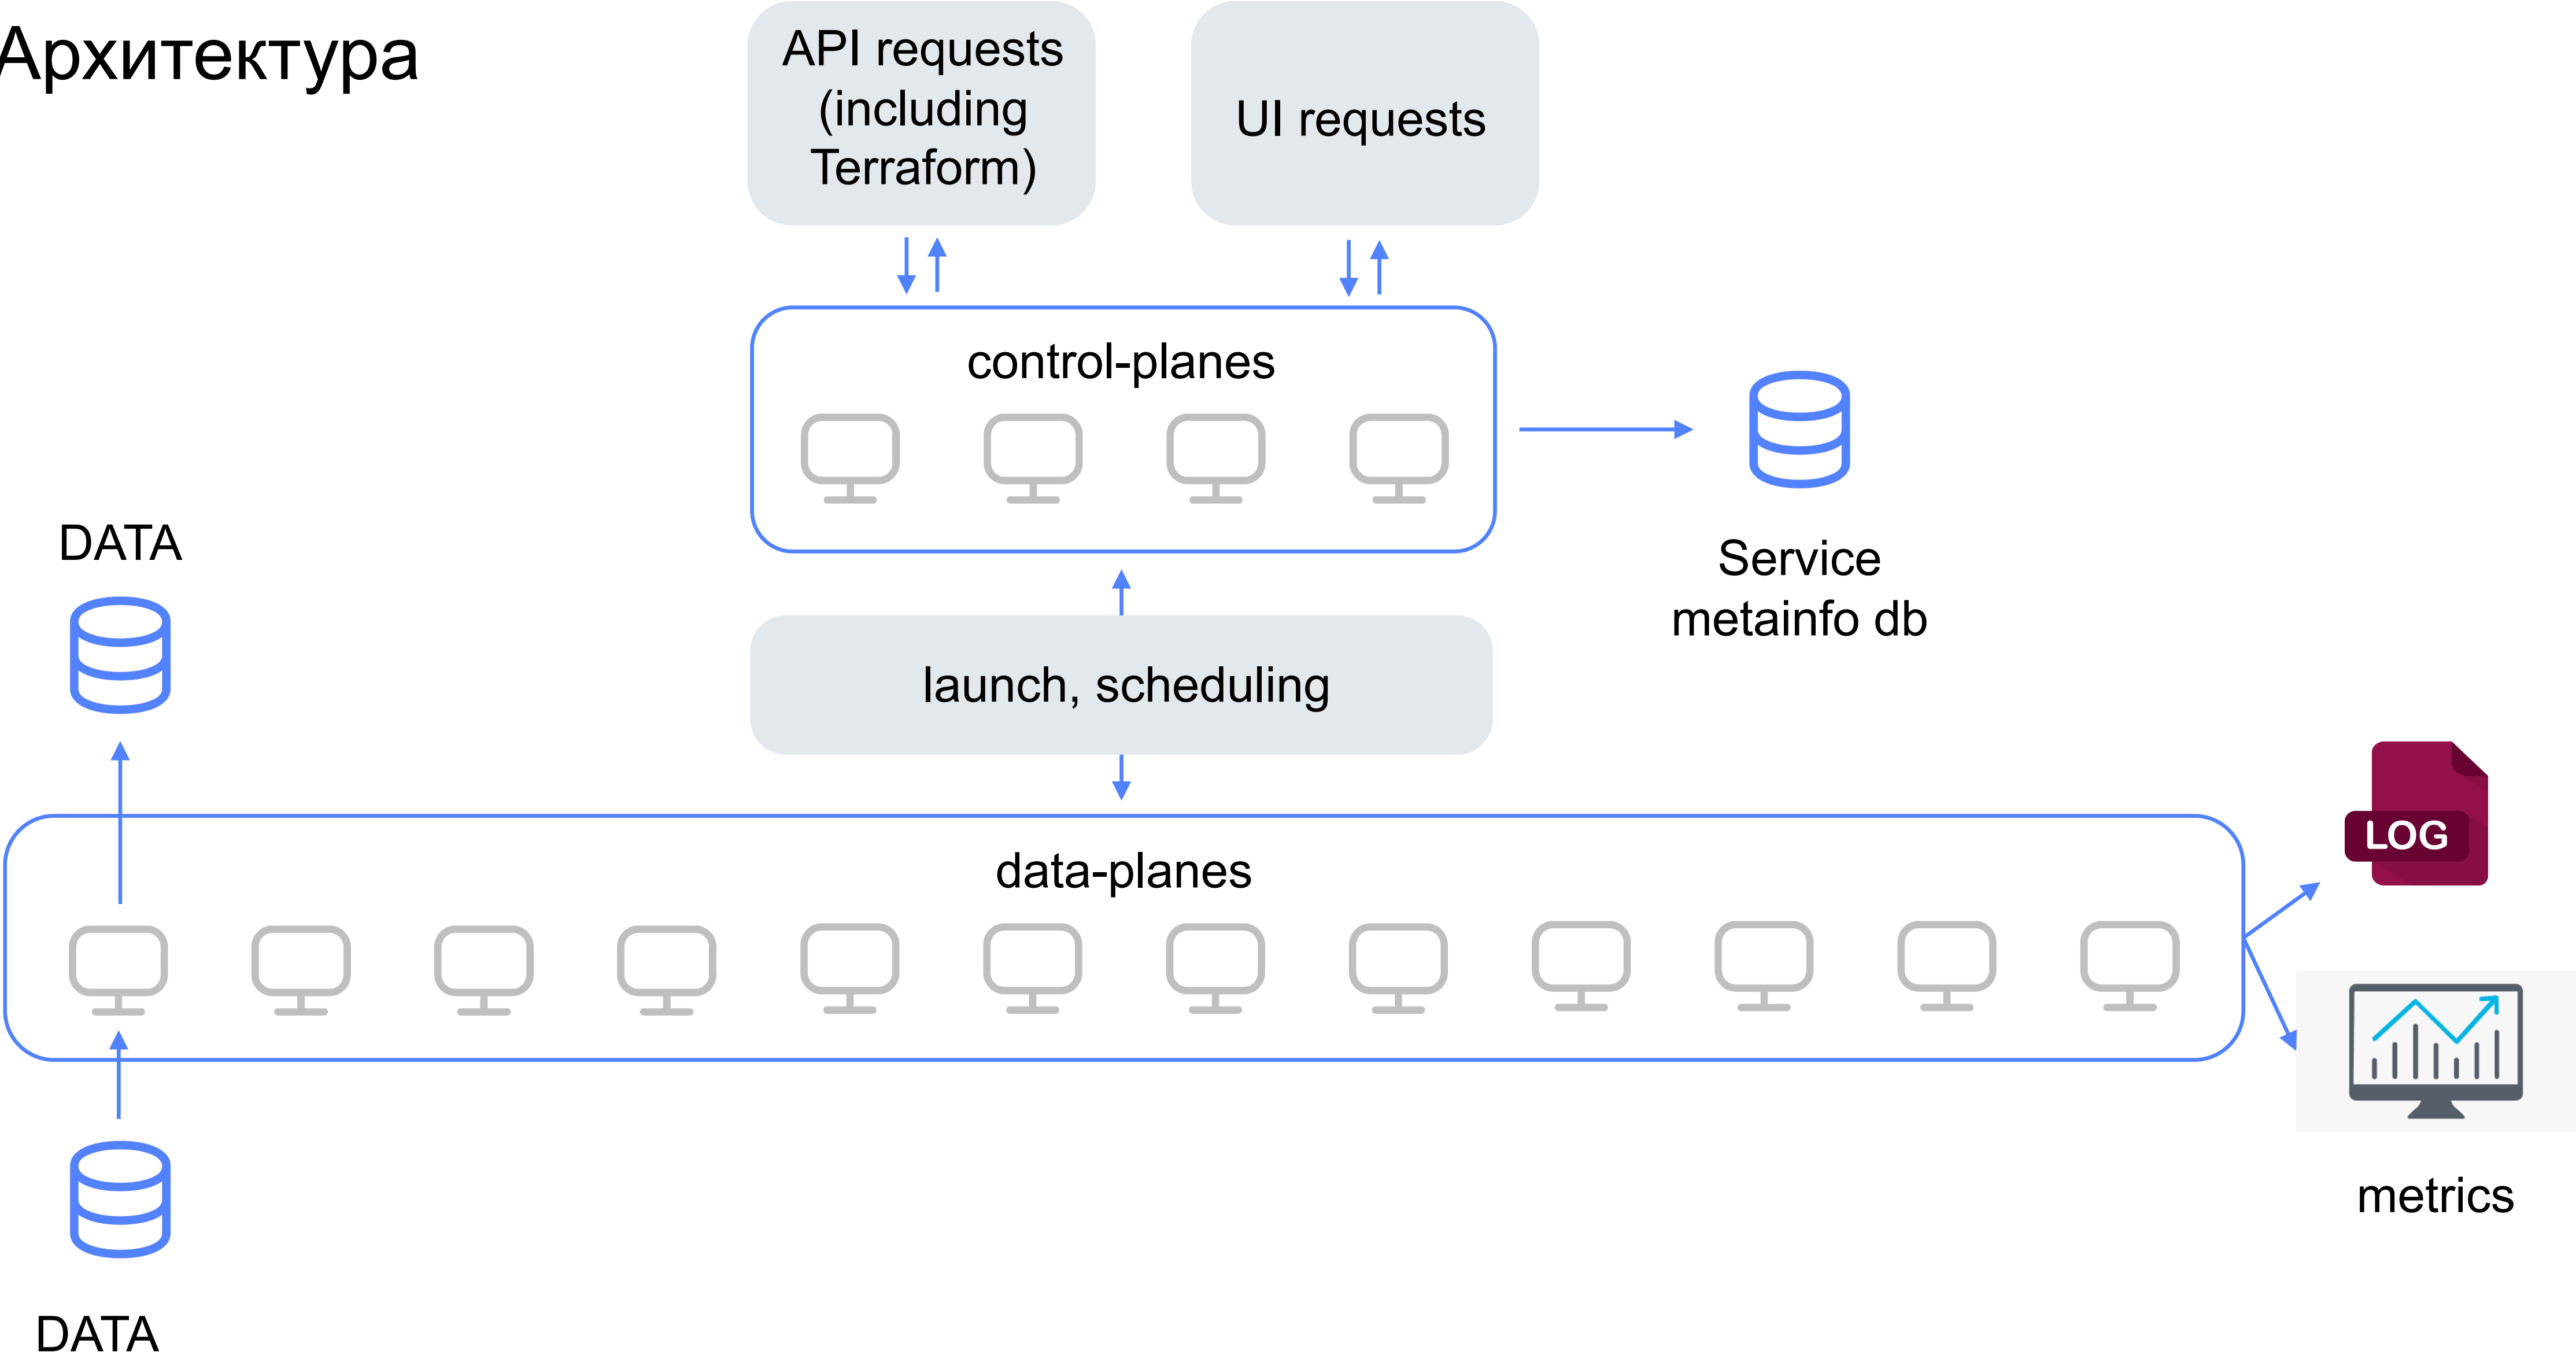 Архитектура
API requests
(including
Terraform)
UI requests
control-planes
DATA
Service
metainfo db
launch, scheduling
LOG
data-planes
metrics
DATA